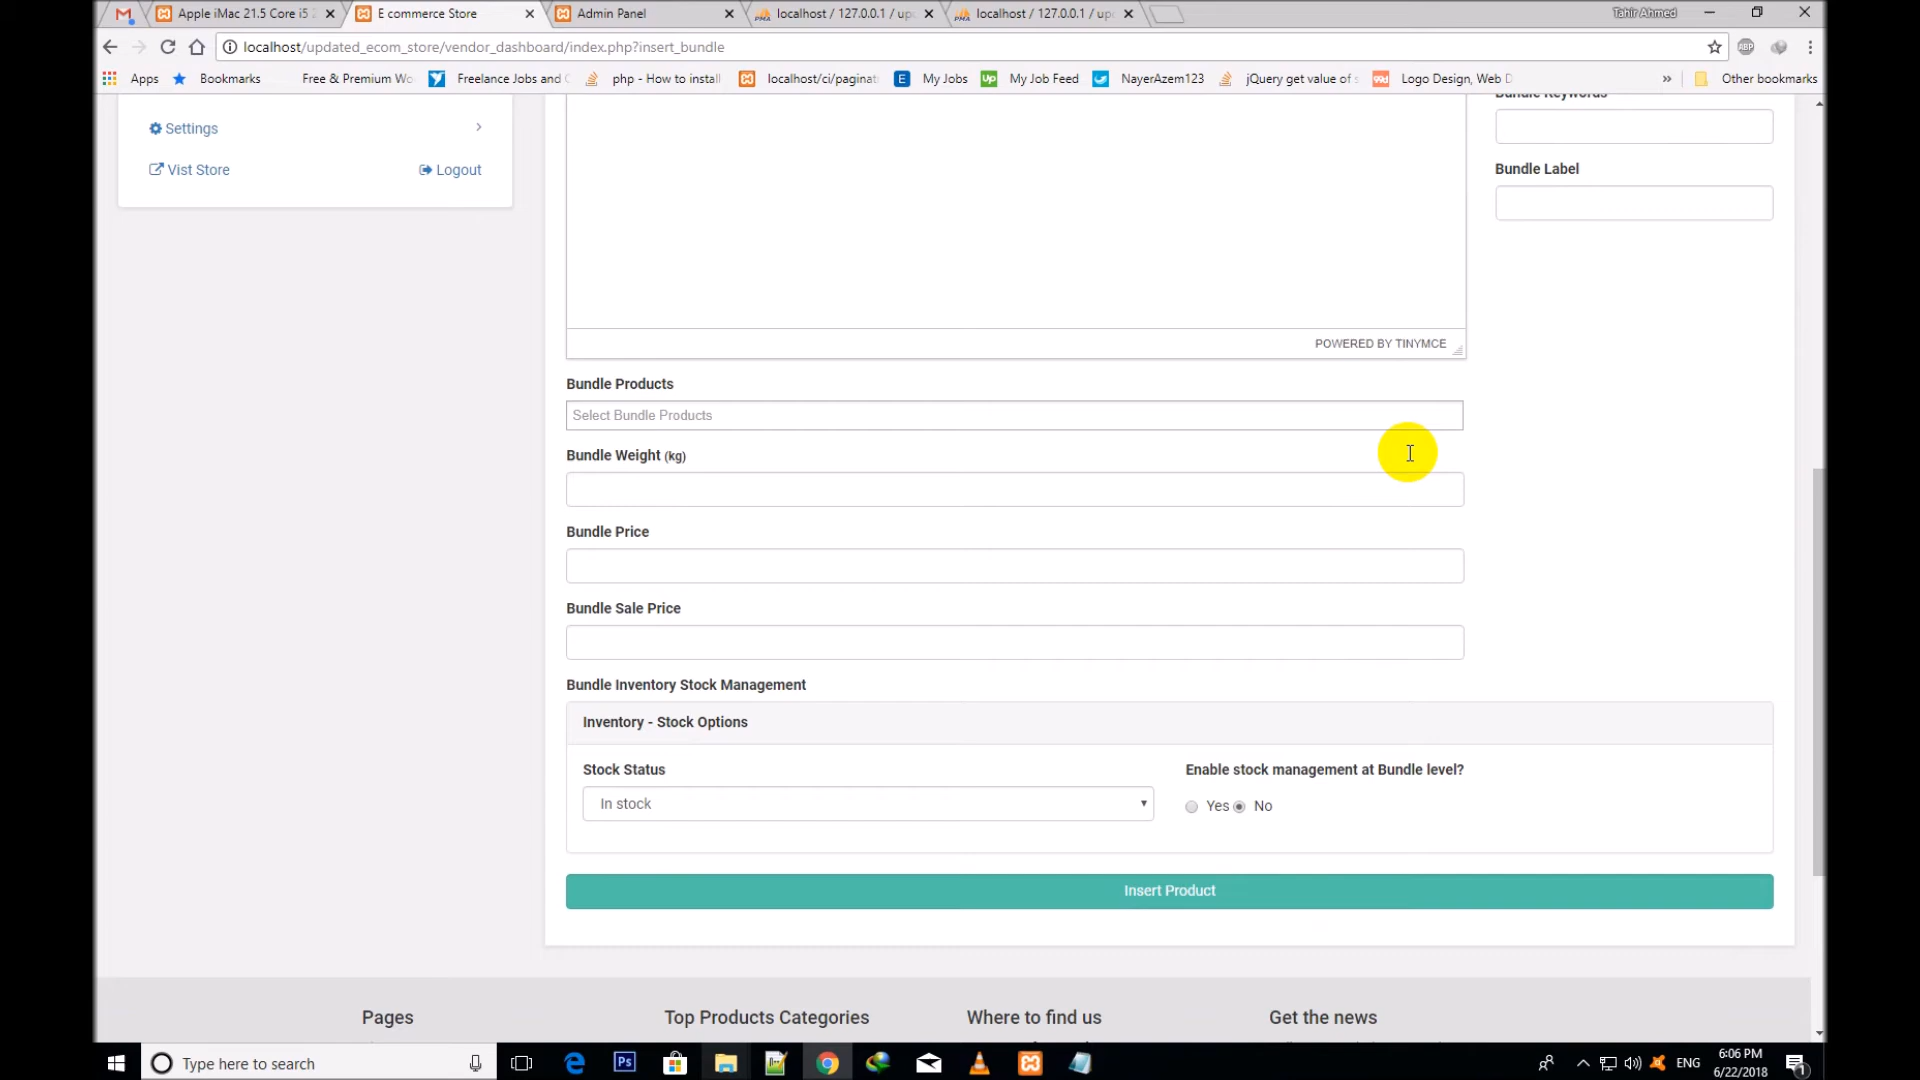 Apple iMac 21.5 Core i5 2
E commerce Store
Admin Panel
localhost / 127.0.0.1 / up
localhost / 127.0.0.1 / up
Tahir Ahmed
localhost/updated_ecom_store/vendor_dashboard/index.php?insert_bundle
ABP
Apps
Bookmarks
Free & Premium Wo
Freelance Jobs and
php - How to install
localhost/ci/paginat
My Jobs
My Job Feed
NayerAzem123
jQuery get value of s
Logo Design, Web D
Other bookmarks
Bundle Keywords
Settings
Vist Store
Logout
Bundle Label
POWERED BY TINYMCE
Bundle Products
Select Bundle Products
Bundle Weight (kg)
Bundle Price
Bundle Sale Price
Bundle Inventory Stock Management
Inventory - Stock Options
Stock Status
Enable stock management at Bundle level?
In stock
Yes
No
Insert Product
Pages
Top Products Categories
Where to find us
Get the news
Type here to search
ENG
6:06 PM
6/22/2018